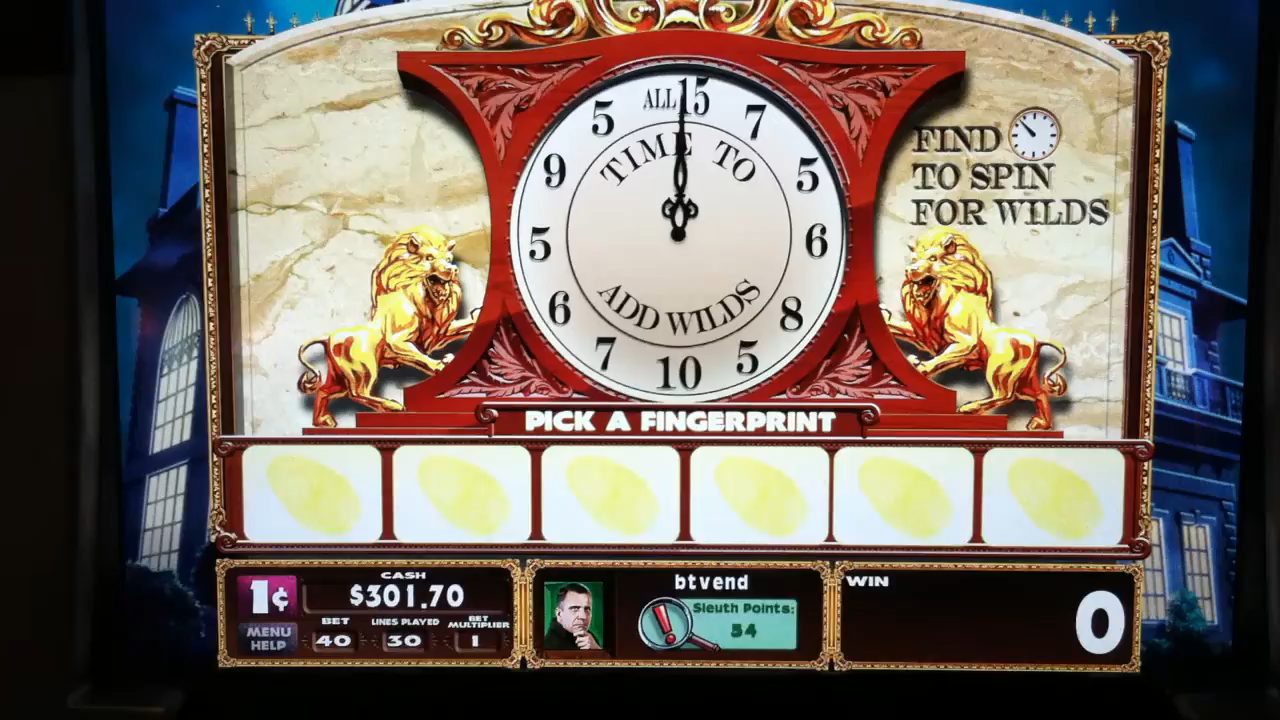 ALL 15
7
5
6
8
5
10
7
6
5
9
5
TIME TO
ADD WILDS
FIND
TO SPIN
FOR WILDS
PICK A FINGERPRINT
1¢
MENU
HELP
CASH
$301.70
BET
40
LINES PLAYED
30
BET
MULTIPLIER
1
btvend
Sleuth Points:
54
WIN
0